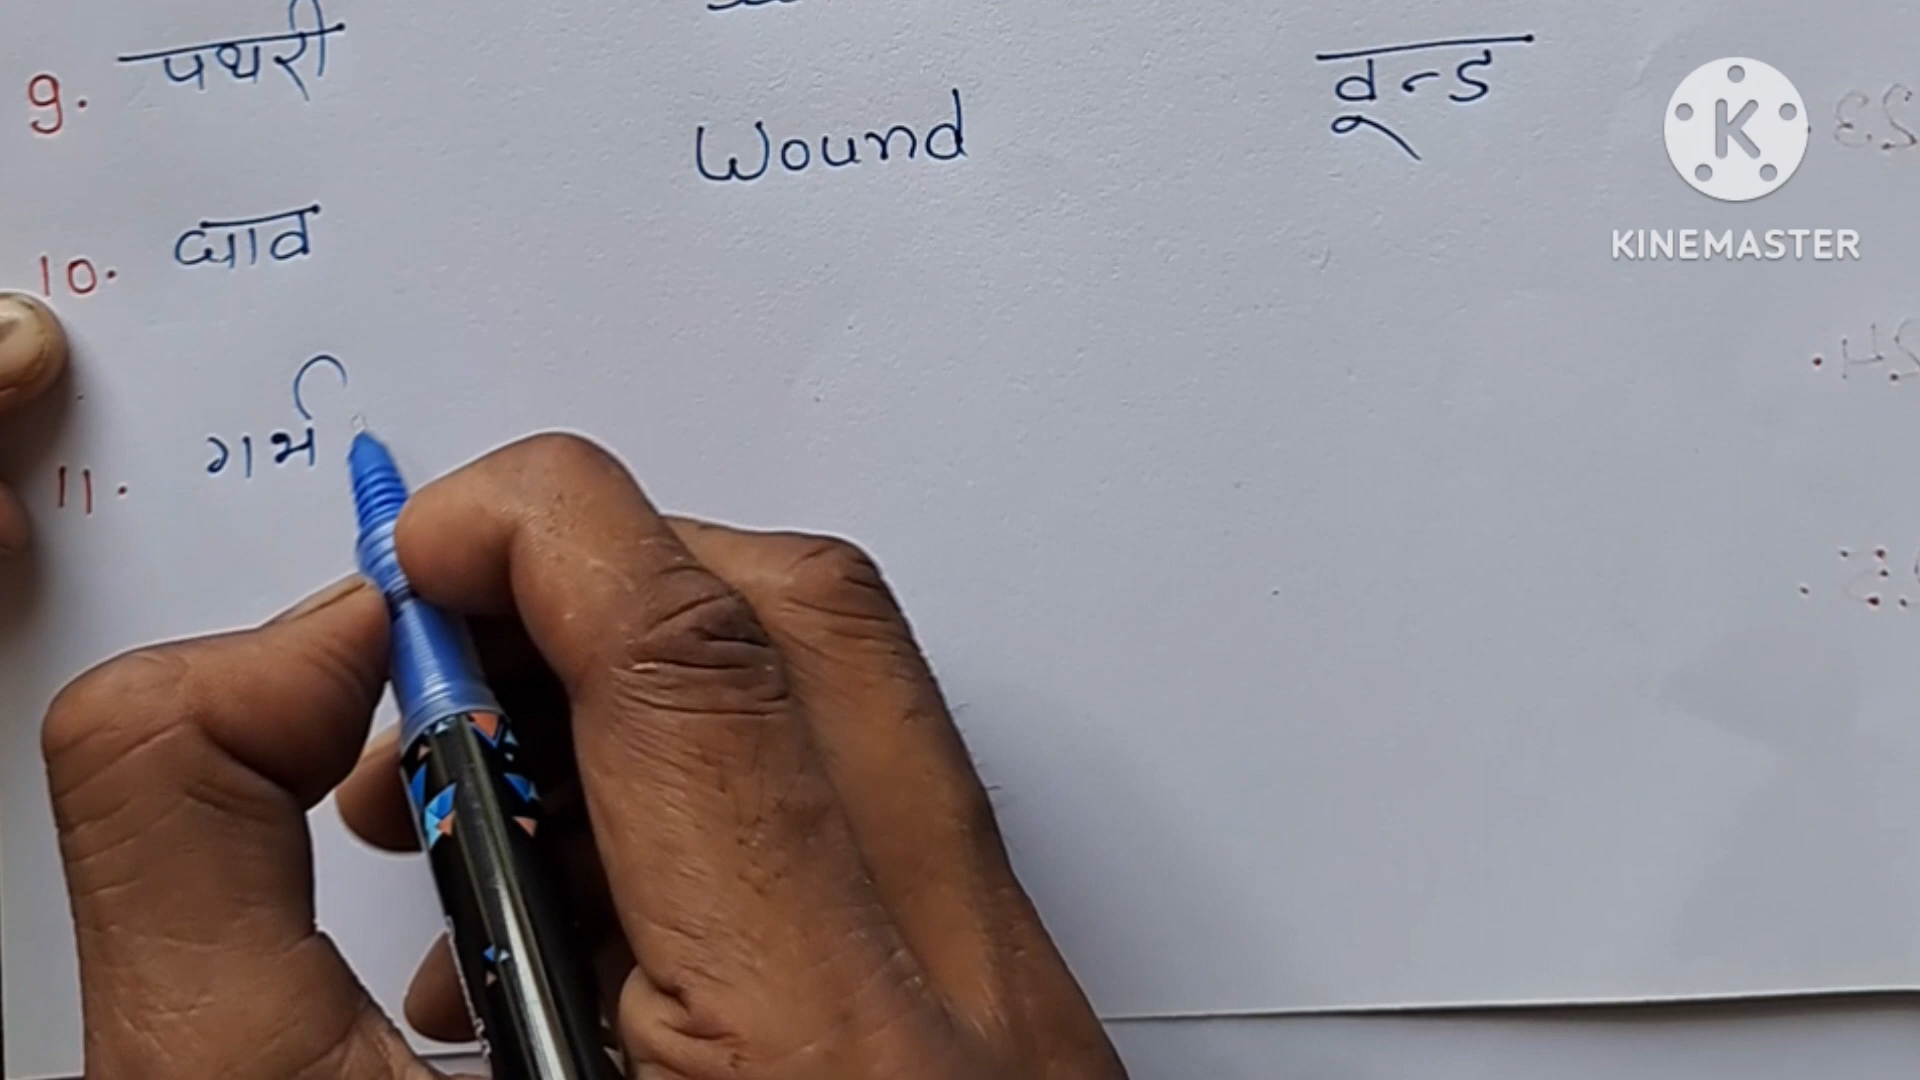 9. पथरी
Wound
वून्ड
10. घाव
11. गर्भ
K
KINEMASTER